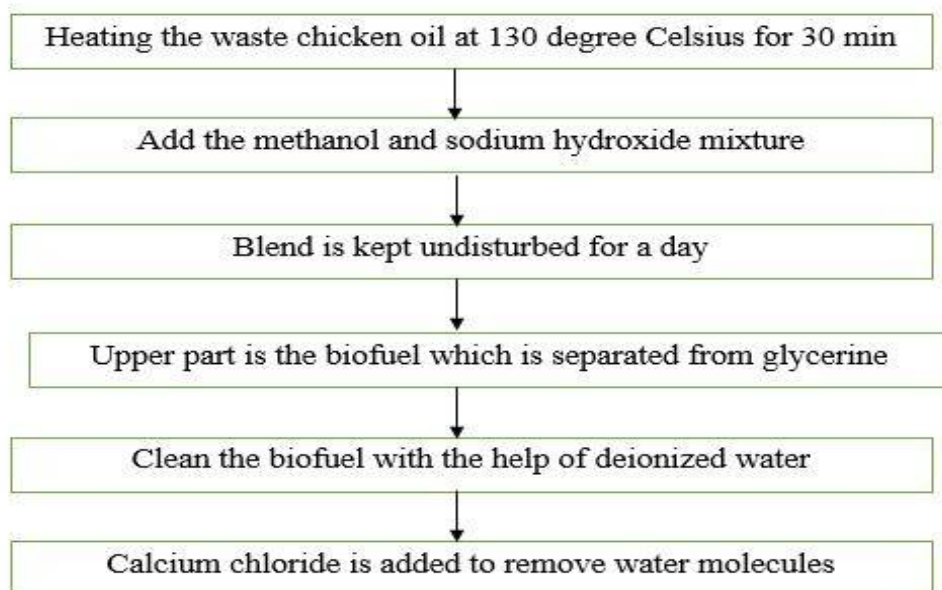 Heating the waste chicken oil at 130 degree Celsius for 30 min
Add the methanol and sodium hydroxide mixture
Blend is kept undisturbed for a day
Upper part is the biofuel which is separated from glycerine
Clean the biofuel with the help of deionized water
Calcium chloride is added to remove water molecules